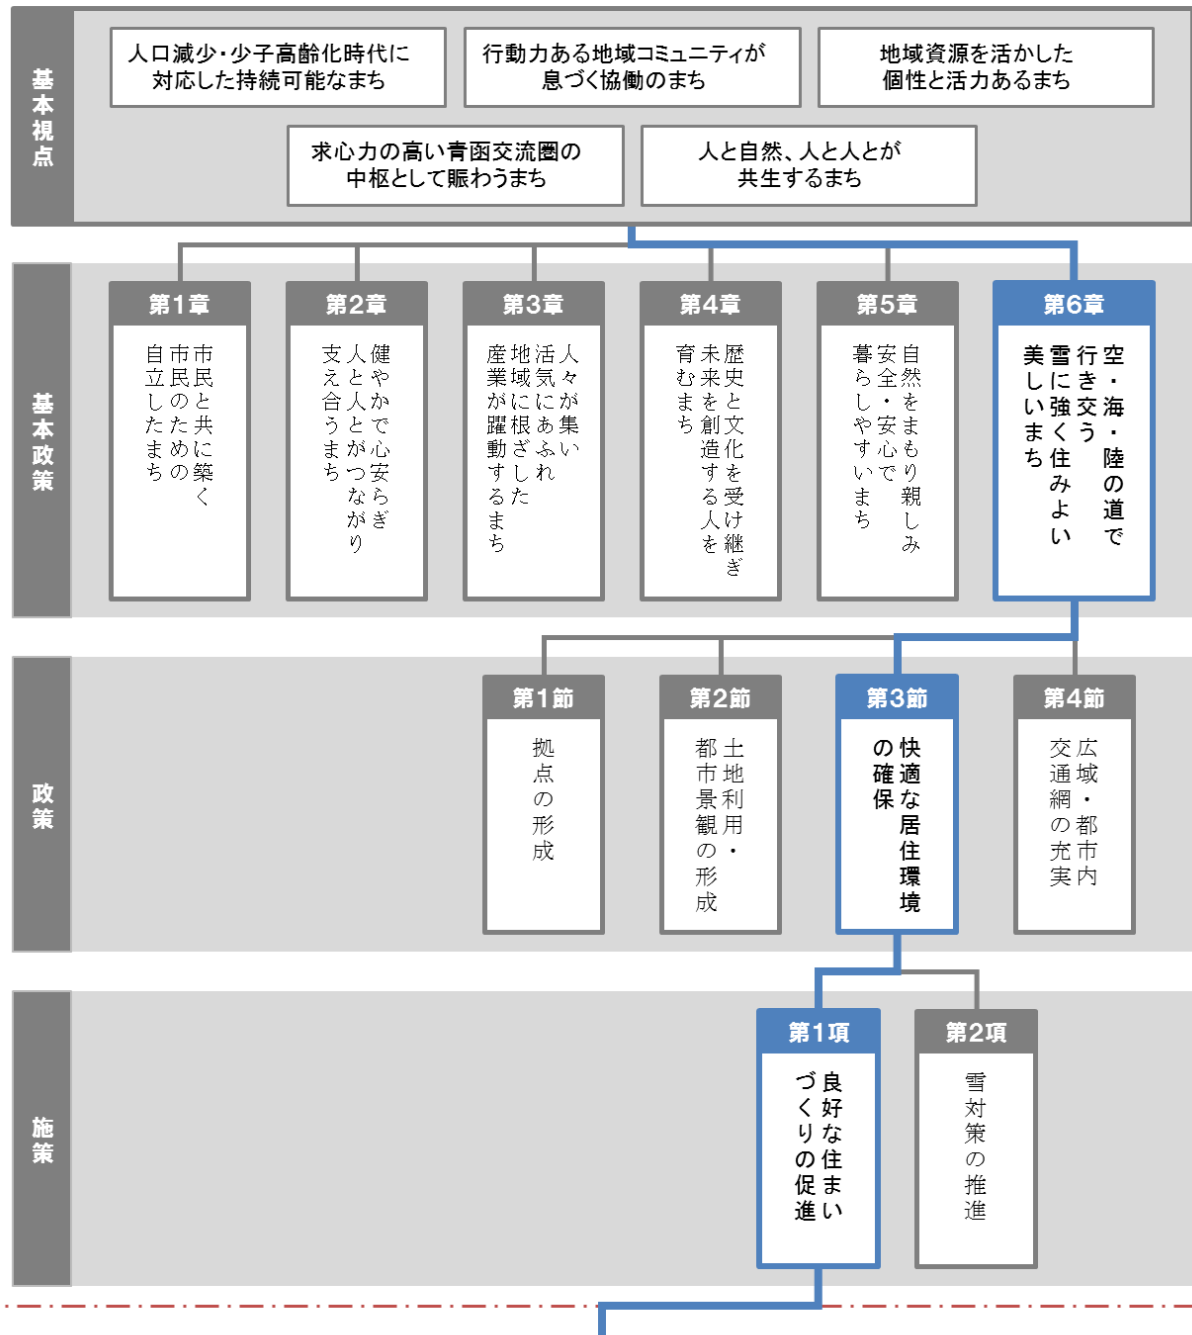 基本視点
人口減少・少子高齢化時代に
対応した持続可能なまち
行動力ある地域コミュニティが
息づく協働のまち
地域資源を活かした
個性と活力あるまち
求心力の高い青函交流圏の
中枢として賑わうまち
人と自然、人と人とが
共生するまち
基本政策
第1章
市民と共に築く
市民のための
自立したまち
第2章
健やかで心安らぎ
人と人とがつながり
支え合うまち
第3章
人々が集い
活気にあふれ
地域に根ざした
産業が躍動するまち
第4章
歴史と文化を受け継ぎ
未来を創造する人を
育むまち
第5章
自然をまもり親しみ
安全・安心で
暮らしやすいまち
第6章
空・海・陸の道で
行き交う
雪に強く住みよい
美しいまち
政策
第1節
拠点の形成
第2節
土地利用・
都市景観の形成
第3節
快適な居住環境
の確保
第4節
広域・都市内
交通網の充実
施策
第1項
良好な住まい
づくりの促進
第2項
雪対策の推進